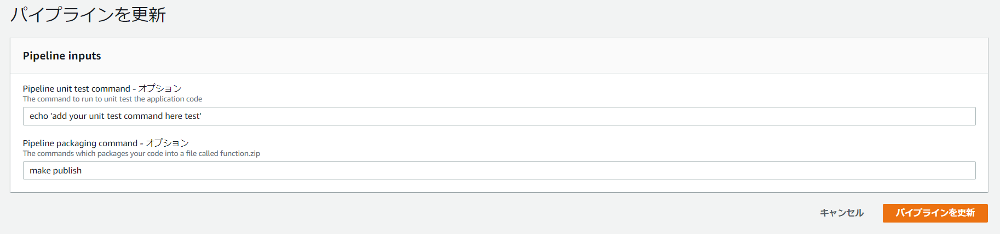 パイプラインを更新
Pipeline inputs
Pipeline unit test command - オプション
The command to run to unit test the application code
echo 'add your unit test command here test'
Pipeline packaging command - オプション
The commands which packages your code into a file called function.zip
make publish
キャンセル
パイプラインを更新